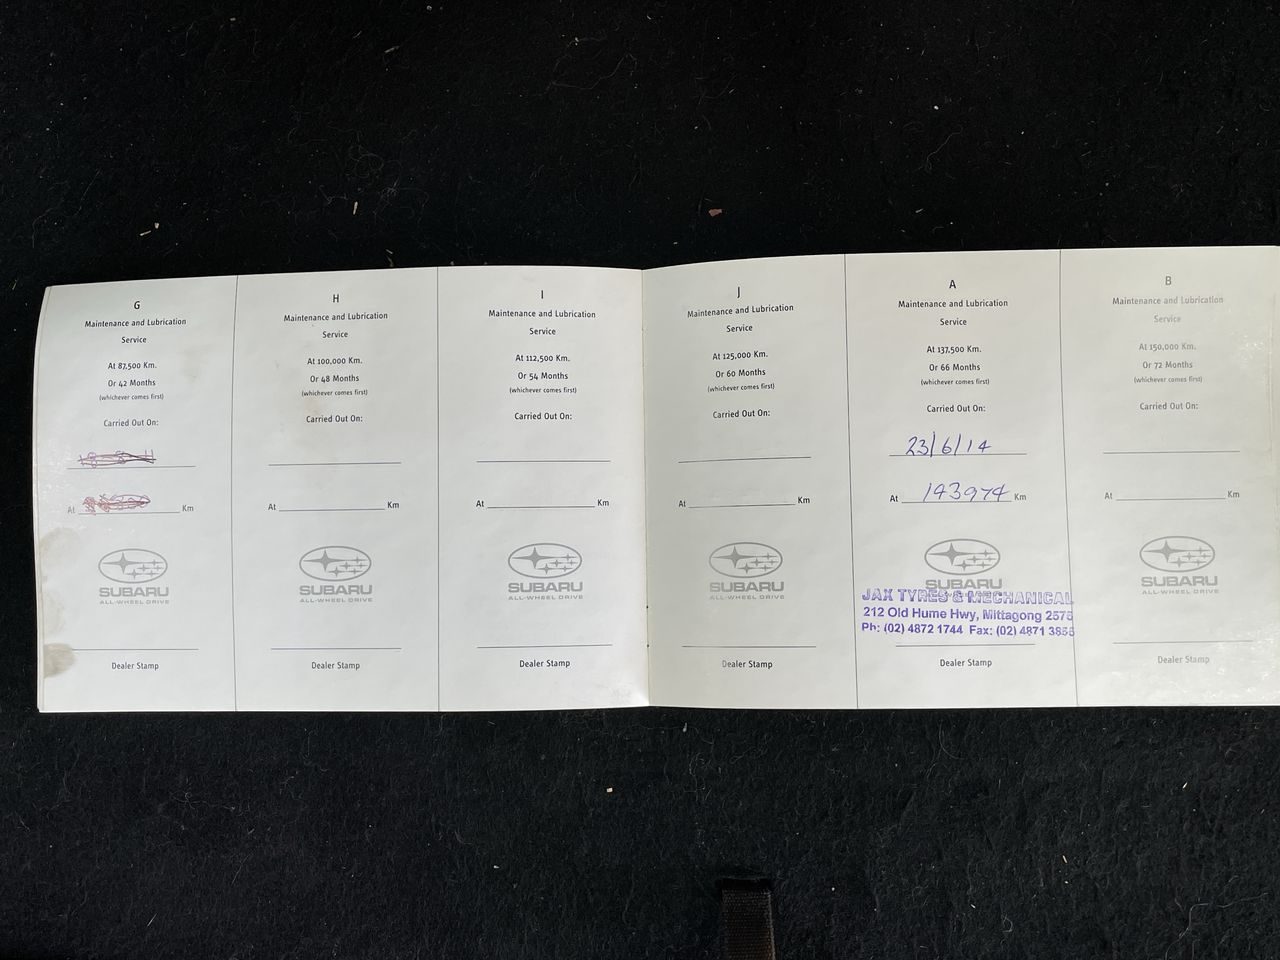 G
Maintenance and Lubrication
Service
At 87,500 Km.
Or 42 Months
(whichever comes first)
Carried Out On:
At Km
SUBARU
ALL-WHEEL DRIVE
Dealer Stamp
H
Maintenance and Lubrication
Service
At 100,000 Km.
Or 48 Months
(whichever comes first)
Carried Out On:
At Km
SUBARU
ALL-WHEEL DRIVE
Dealer Stamp
I
Maintenance and Lubrication
Service
At 112,500 Km.
Or 54 Months
(whichever comes first)
Carried Out On:
At Km
SUBARU
ALL-WHEEL DRIVE
Dealer Stamp
J
Maintenance and Lubrication
Service
At 125,000 Km.
Or 60 Months
(whichever comes first)
Carried Out On:
At Km
SUBARU
ALL-WHEEL DRIVE
Dealer Stamp
A
Maintenance and Lubrication
Service
At 137,500 Km.
Or 66 Months
(whichever comes first)
Carried Out On:
23/6/14
At 143974 Km
SUBARU
JAX TYRES & MECHANICAL
212 Old Hume Hwy, Mittagong 2575
Ph: (02) 4872 1744 Fax: (02) 4871 3856
Dealer Stamp
B
Maintenance and Lubrication
Service
At 150,000 Km.
Or 72 Months
(whichever comes first)
Carried Out On:
At Km
SUBARU
ALL-WHEEL DRIVE
Dealer Stamp